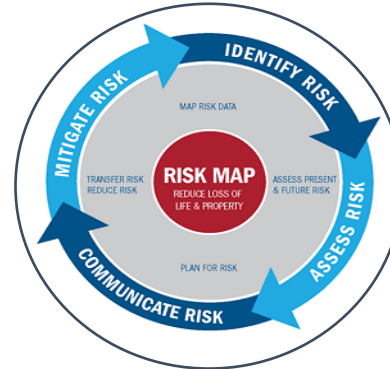 IDENTIFY RISK
MITIGATE RISK
MAP RISK DATA
TRANSFER RISK
REDUCE RISK
RISK MAP
REDUCE LOSS OF
LIFE & PROPERTY
ASSESS PRESENT
& FUTURE RISK
ASSESS RISK
PLAN FOR RISK
COMMUNICATE RISK